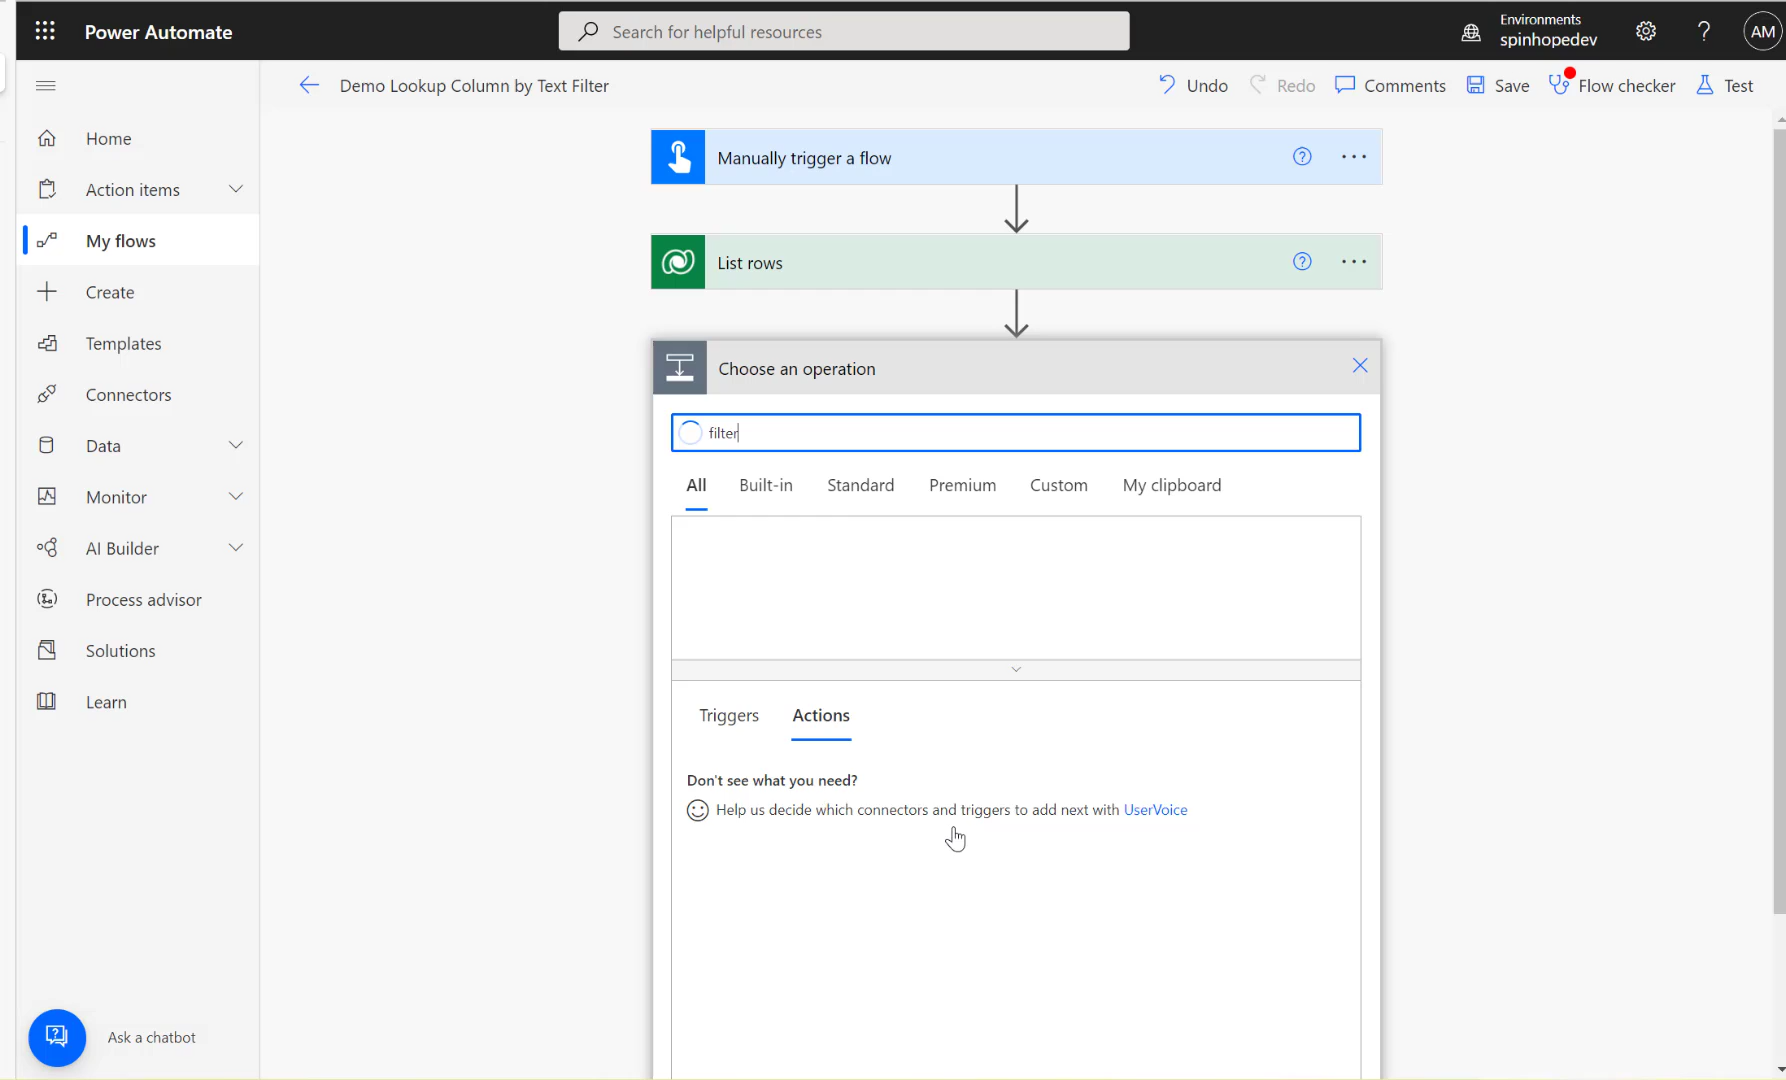 Power Automate
Search for helpful resources
Environments
spinhopedev
?
AM
Demo Lookup Column by Text Filter
Undo
Redo
Comments
Save
Flow checker
Test
Home
Action items
My flows
Create
Templates
Connectors
Data
Monitor
AI Builder
Process advisor
Solutions
Learn
Ask a chatbot
Manually trigger a flow
?
List rows
?
Choose an operation
filter
All
Built-in
Standard
Premium
Custom
My clipboard
Triggers
Actions
Don't see what you need?
Help us decide which connectors and triggers to add next with UserVoice